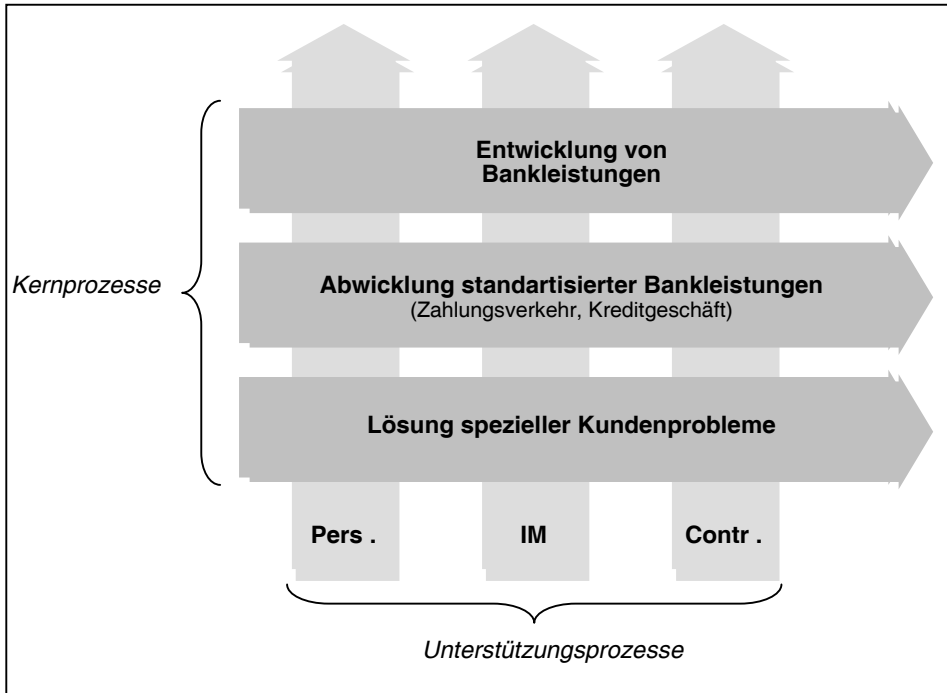 Entwicklung von
Bankleistungen
Kernprozesse
Abwicklung standartisierter Bankleistungen
(Zahlungsverkehr, Kreditgeschäft)
Lösung spezieller Kundenprobleme
Pers . IM Contr .
Unterstützungsprozesse